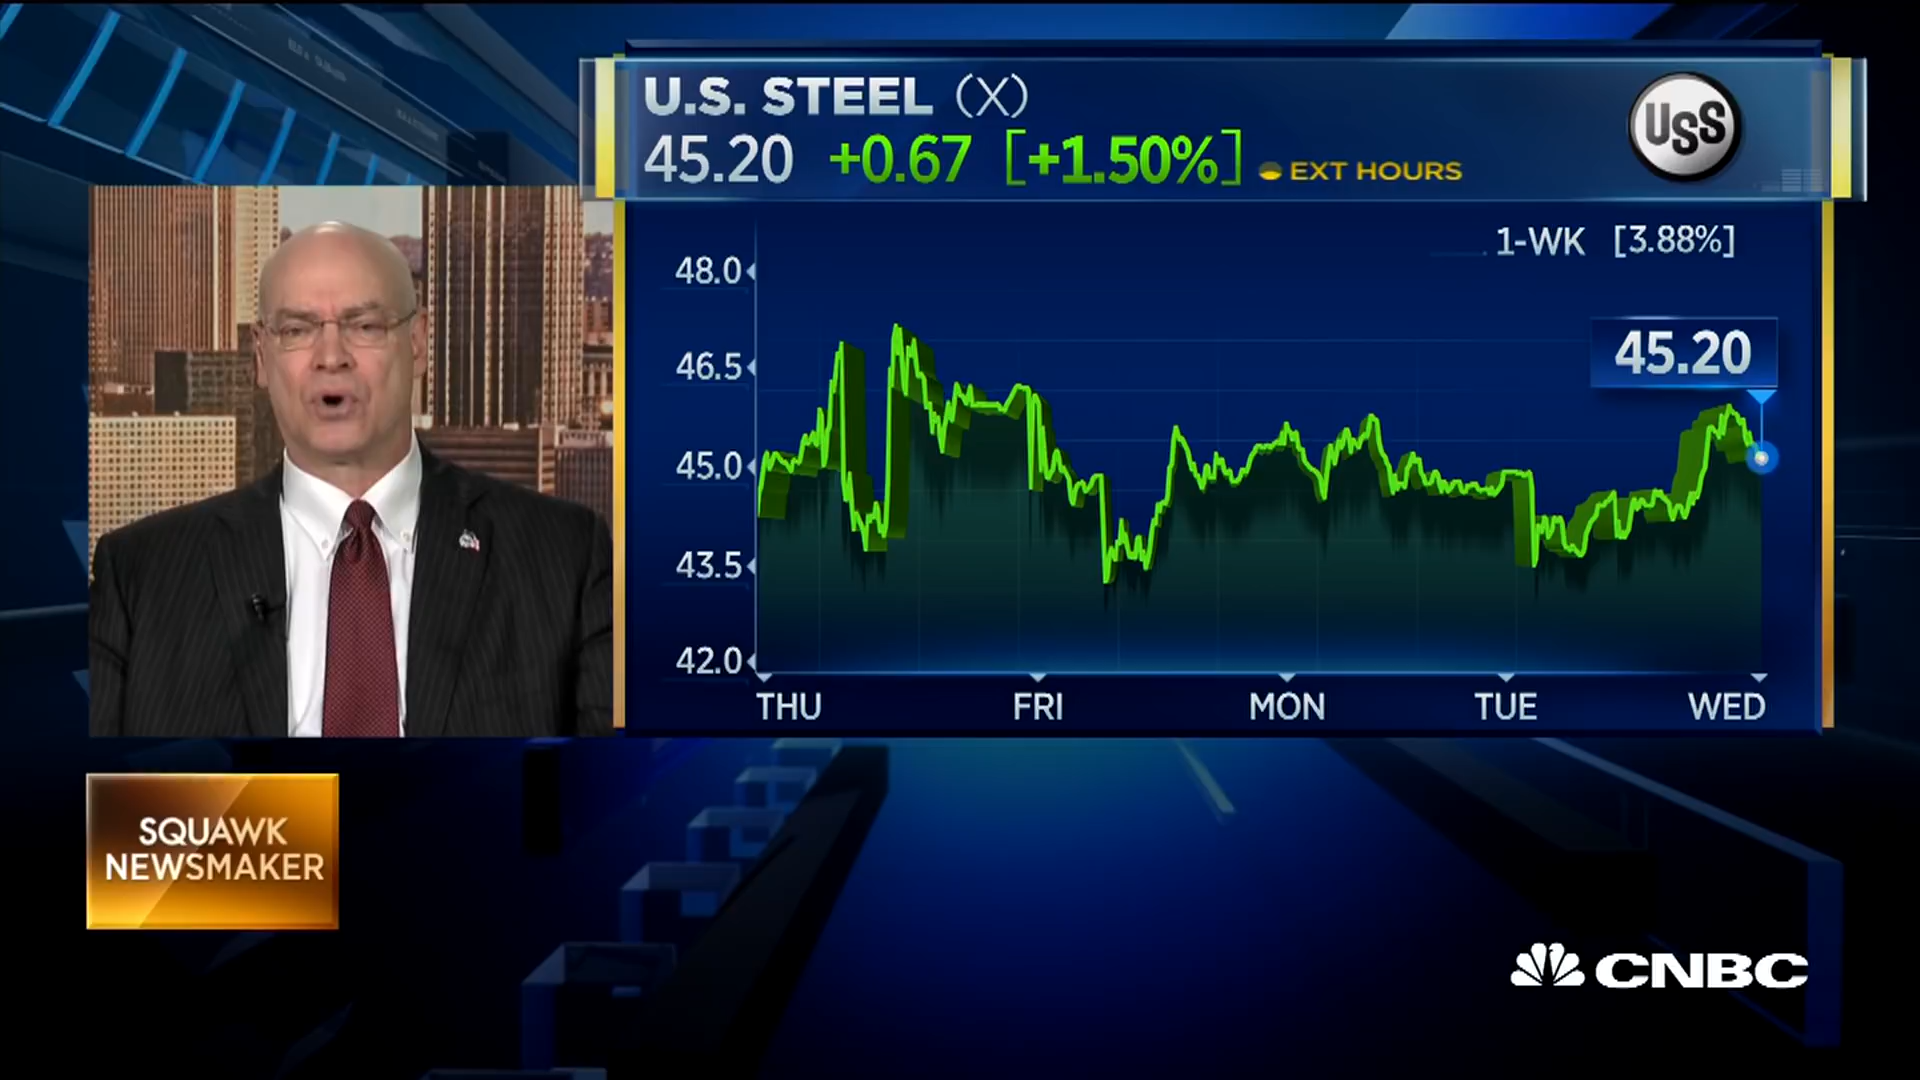 U.S. STEEL (X)
45.20 +0.67 [+1.50%] EXT HOURS
USS
1-WK [3.88%]
45.20
48.0
46.5
45.0
43.5
42.0
THU FRI MON TUE WED
SQUAWK
NEWSMAKER
CNBC